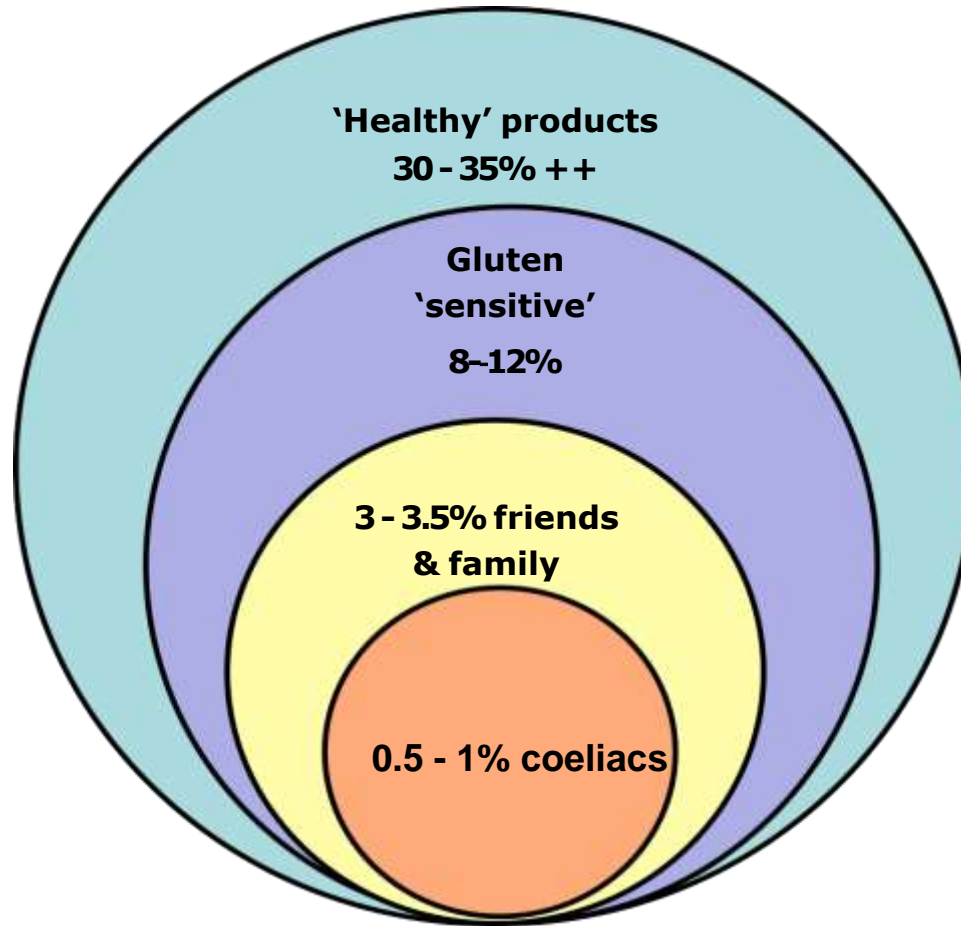 ‘Healthy’ products
30 - 35% ++
Gluten
‘sensitive’
8--12%
3 - 3.5% friends
& family
0.5 - 1% coeliacs